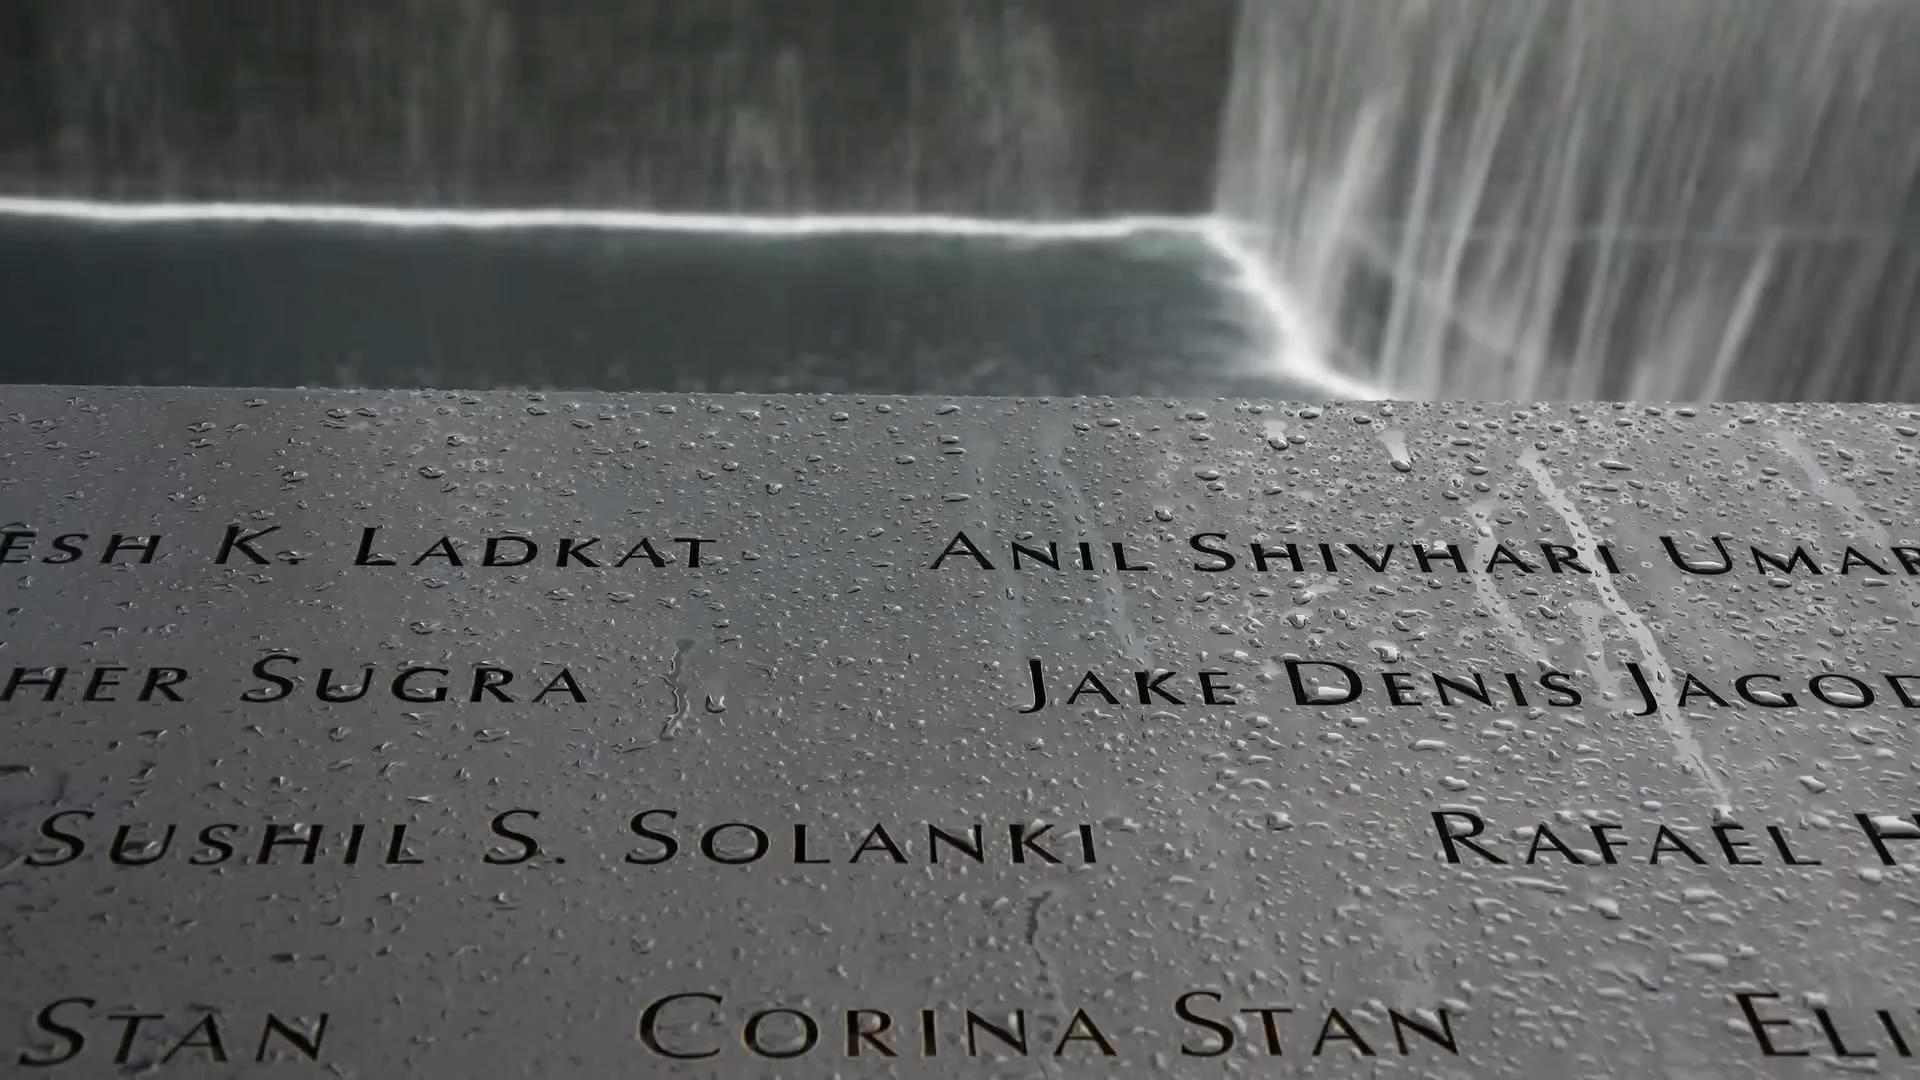 ESH K. LADKAT ANIL SHIVHARI UMAR
HER SUGRA JAKE DENIS JAGOD
SUSHIL S. SOLANKI RAFAEL H
STAN CORINA STAN ELI